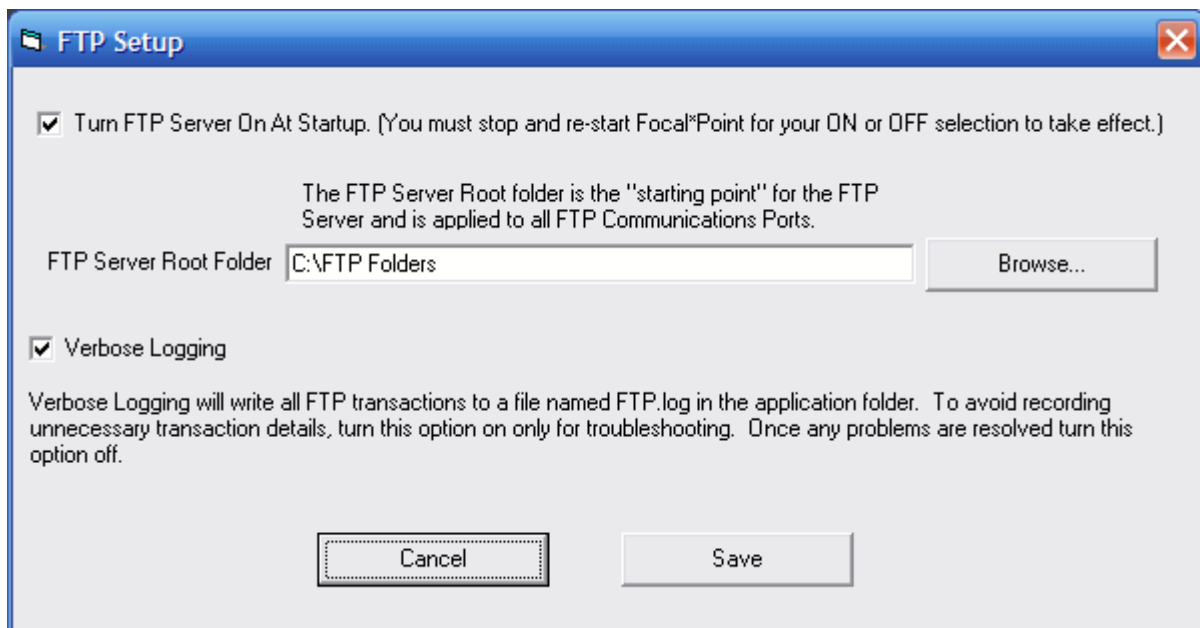 FTP Setup
Turn FTP Server On At Startup. (You must stop and re-start Focal*Point for your ON or OFF selection to take effect.)
The FTP Server Root folder is the "starting point" for the FTP
Server and is applied to all FTP Communications Ports.
FTP Server Root Folder C:\FTP Folders Browse...
Verbose Logging
Verbose Logging will write all FTP transactions to a file named FTP.log in the application folder. To avoid recording
unnecessary transaction details, turn this option on only for troubleshooting. Once any problems are resolved turn this
option off.
Cancel Save